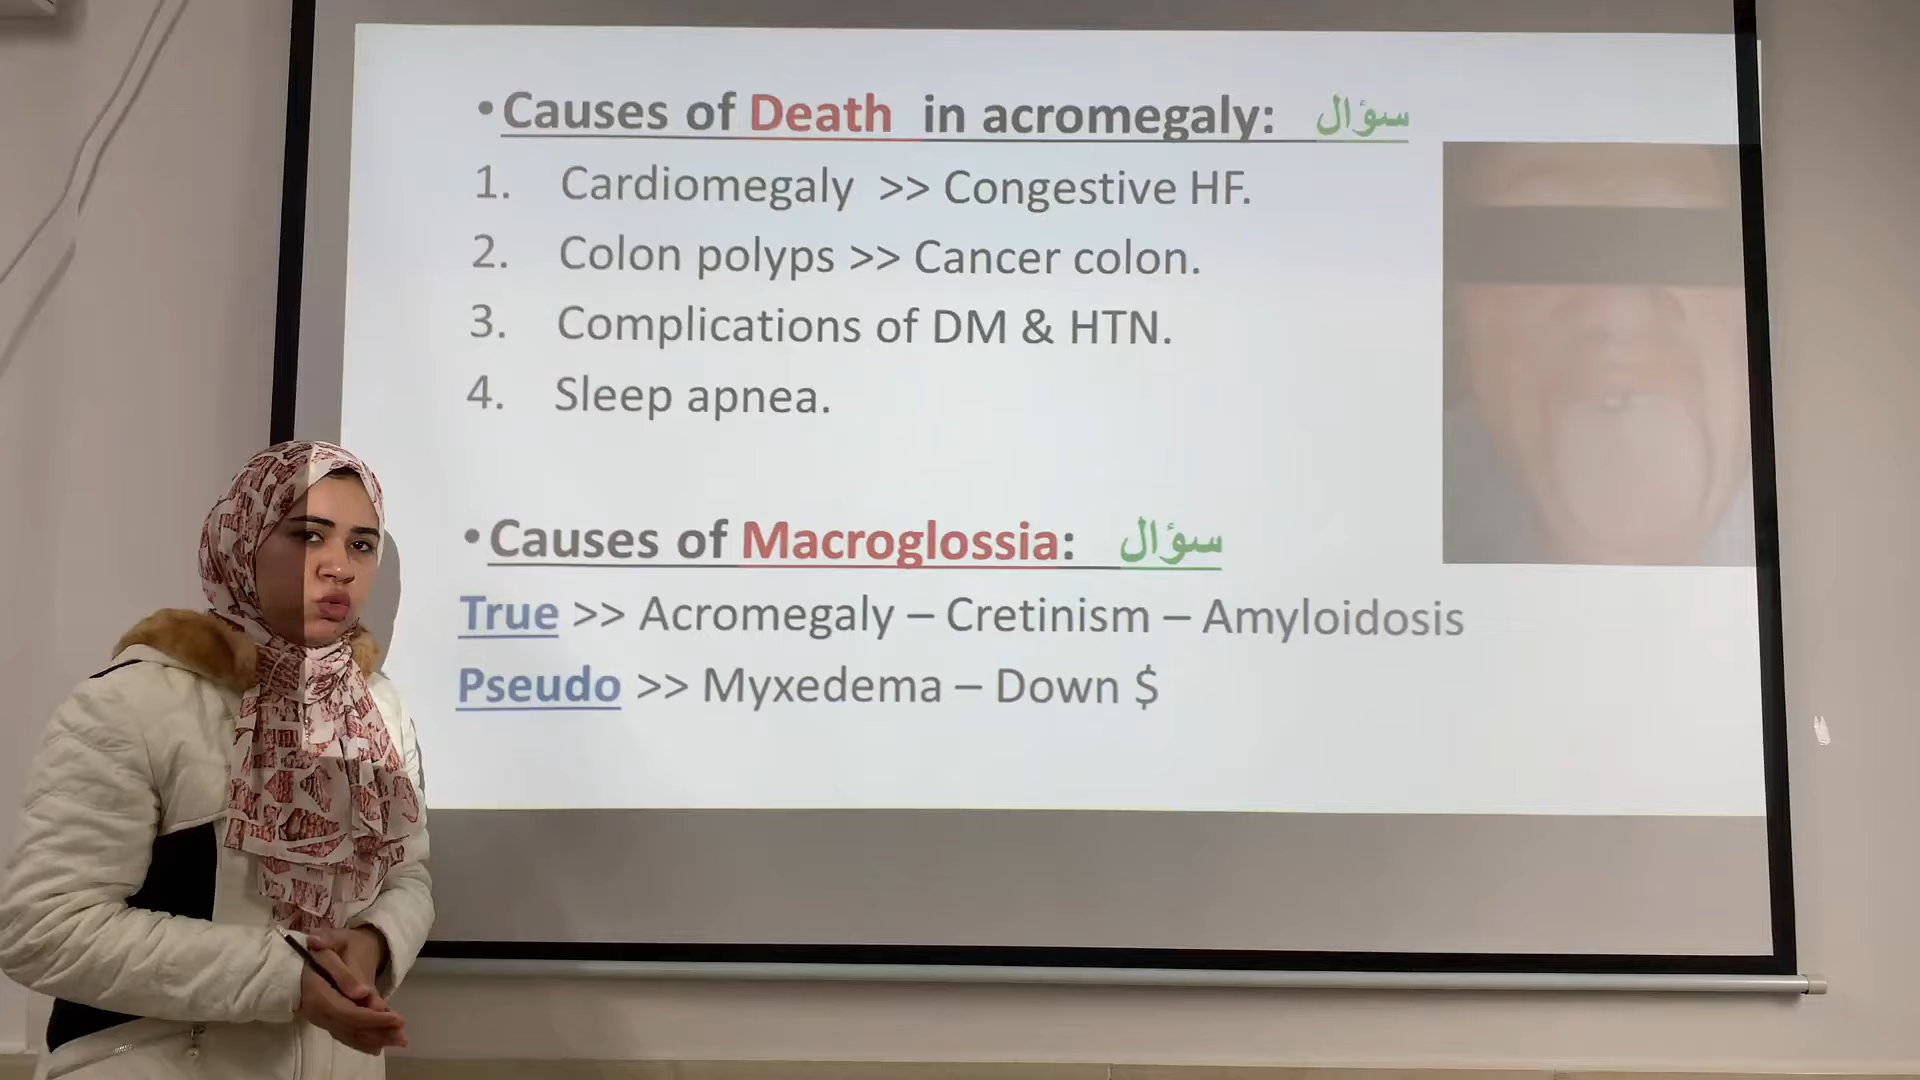 • Causes of Death in acromegaly: سؤال
1. Cardiomegaly >> Congestive HF.
2. Colon polyps >> Cancer colon.
3. Complications of DM & HTN.
4. Sleep apnea.
• Causes of Macroglossia: سؤال
True >> Acromegaly – Cretinism – Amyloidosis
Pseudo >> Myxedema – Down $